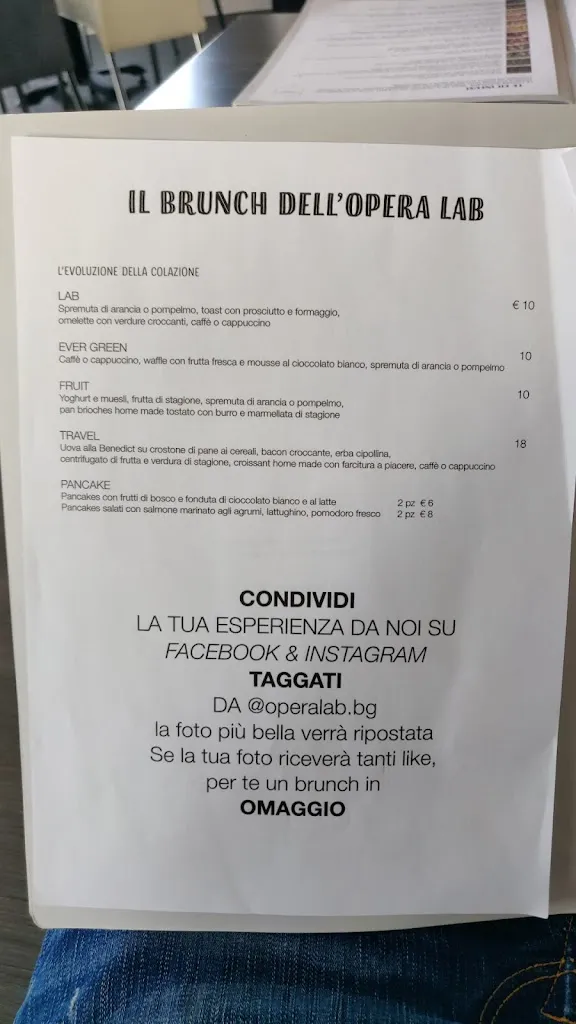 IL BRUNCH DELL'OPERA LAB
L'EVOLUZIONE DELLA COLAZIONE
LAB
Spremuta di arancia o pompelmo, toast con prosciutto e formaggio, € 10
omelette con verdure croccanti, caffè o cappuccino
EVER GREEN
Caffè o cappuccino, waffle con frutta fresca e mousse al cioccolato bianco, spremuta di arancia o pompelmo 10
FRUIT
Yoghurt e muesli, frutta di stagione, spremuta di arancia o pompelmo, 10
pan brioches home made tostato con burro e marmellata di stagione
TRAVEL
Uova alla Benedict su crostone di pane ai cereali, bacon croccante, erba cipollina, 18
centrifugato di frutta e verdura di stagione, croissant home made con farcitura a piacere, caffè o cappuccino
PANCAKE
Pancakes con frutti di bosco e fonduta di cioccolato bianco e al latte 2 pz € 6
Pancakes salati con salmone marinato agli agrumi, lattughino, pomodoro fresco 2 pz € 8
CONDIVIDI
LA TUA ESPERIENZA DA NOI SU
FACEBOOK & INSTAGRAM
TAGGATI
DA @operalab.bg
la foto più bella verrà ripostata
Se la tua foto riceverà tanti like,
per te un brunch in
OMAGGIO